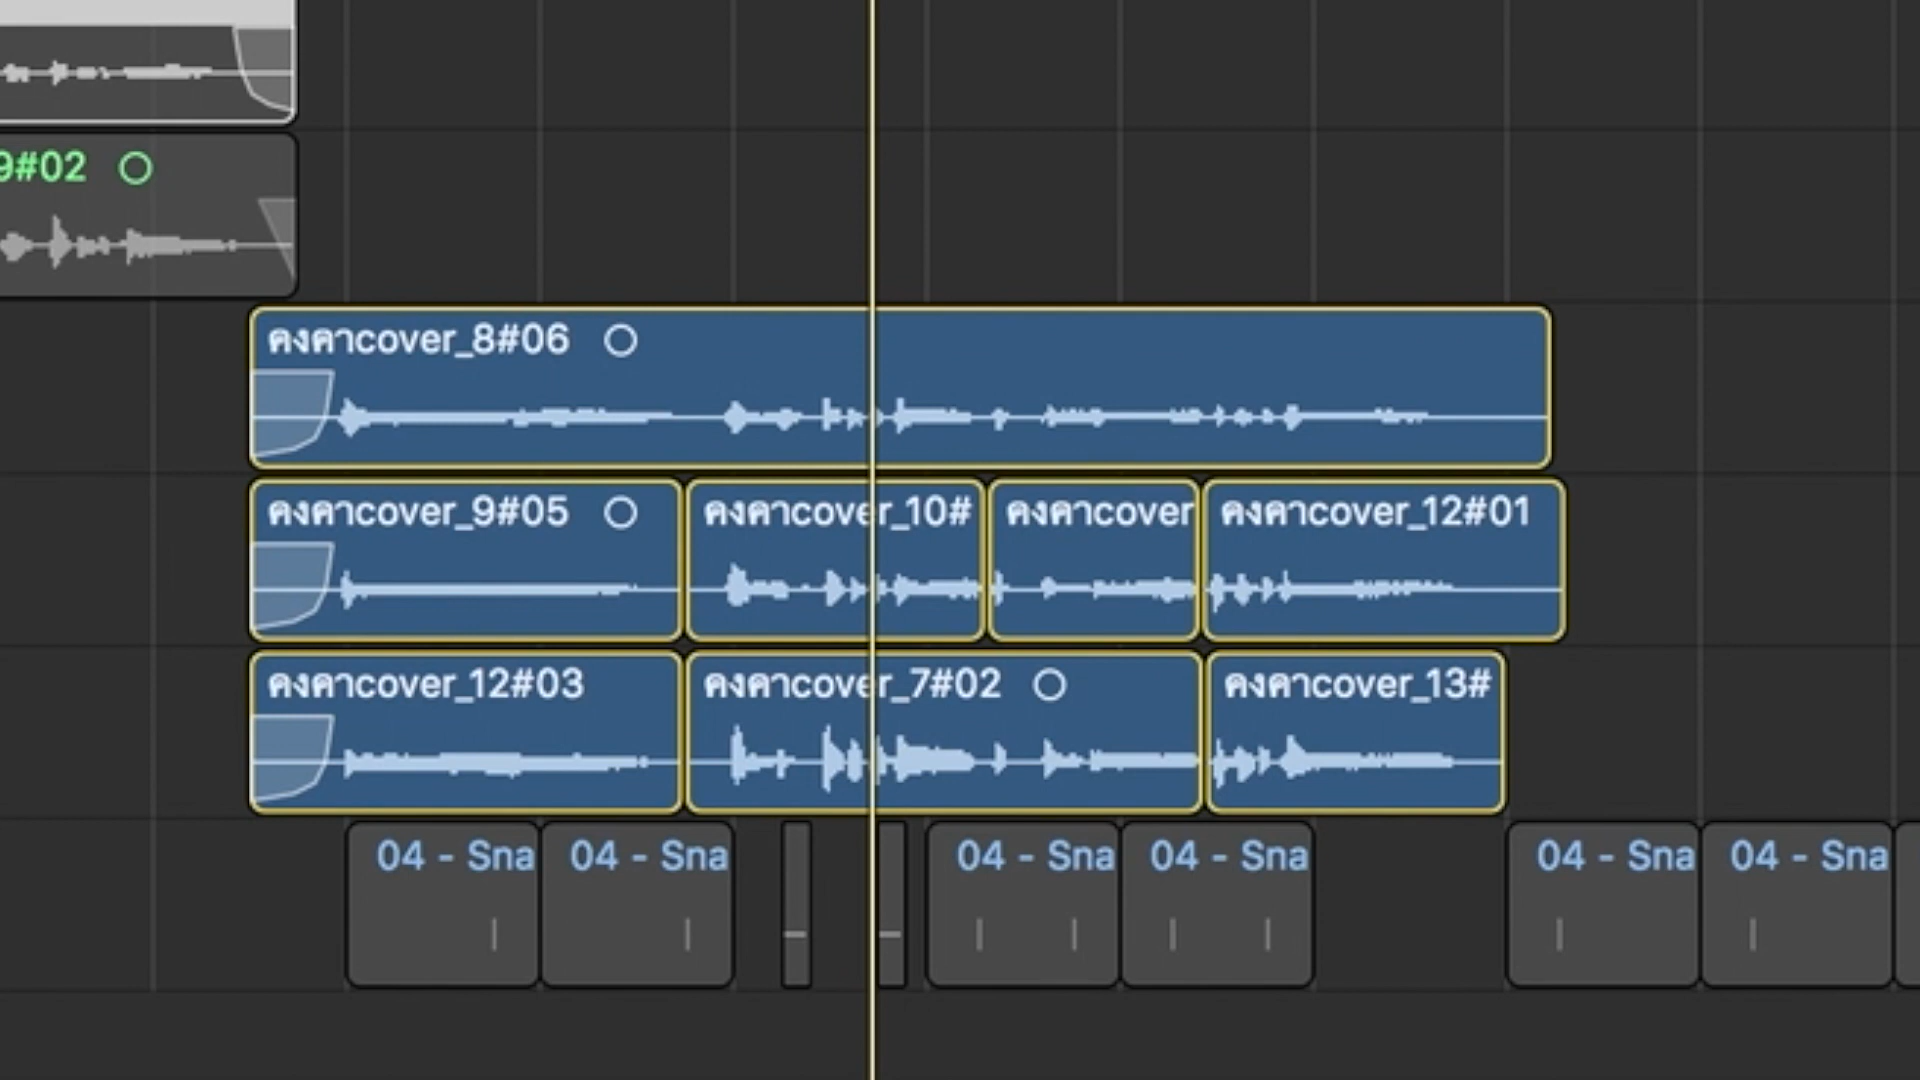 9#02
คงคาcover_8#06
คงคาcover_9#05
คงคาcover_10#
คงคาcover
คงคาcover_12#01
คงคาcover_12#03
คงคาcover_7#02
คงคาcover_13#
04 - Sna
04 - Sna
04 - Sna
04 - Sna
04 - Sna
04 - Sna